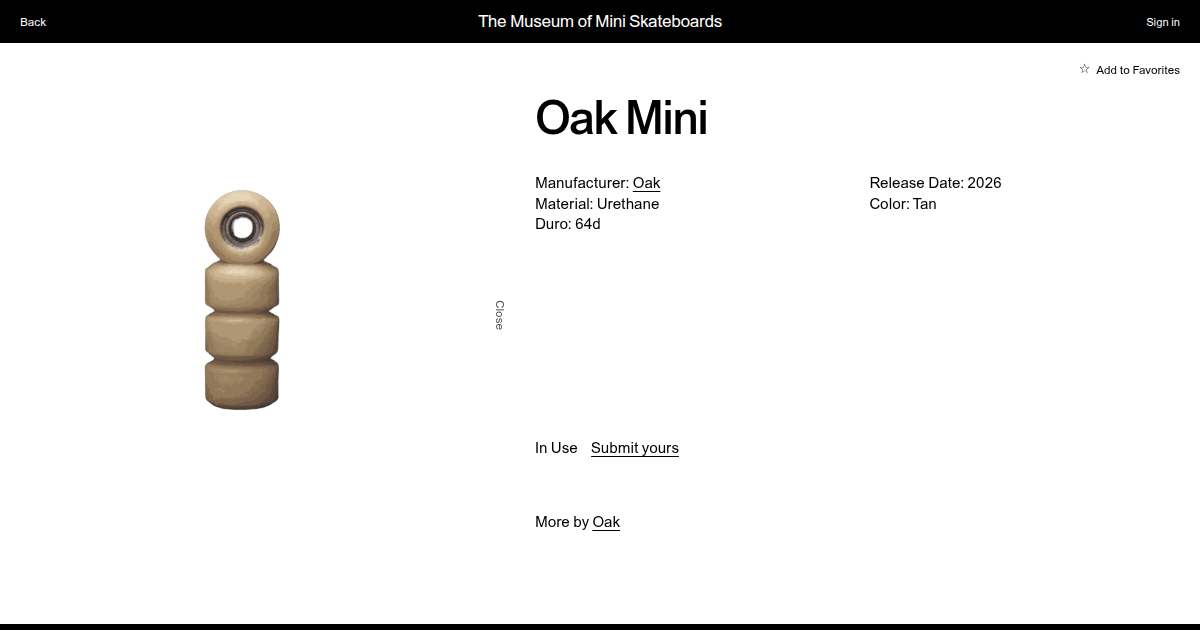 Back
The Museum of Mini Skateboards
Sign in
☆ Add to Favorites
Oak Mini
Manufacturer: Oak
Material: Urethane
Duro: 64d
Release Date: 2026
Color: Tan
Close
In Use Submit yours
More by Oak